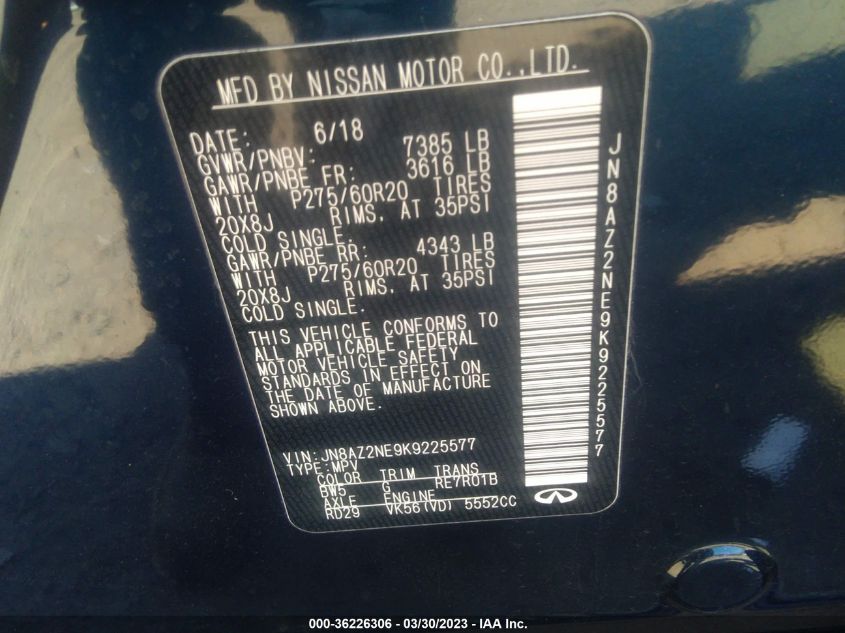 MFD BY NISSAN MOTOR CO.,LTD.
DATE: 6/18
GVWR/PNBV: 7385 LB
GAWR/PNBE FR: 3616 LB
WITH P275/60R20 TIRES
20X8J RIMS, AT 35PSI
COLD SINGLE.
GAWR/PNBE RR: 4343 LB
WITH P275/60R20 TIRES
20X8J RIMS, AT 35PSI
COLD SINGLE.
THIS VEHICLE CONFORMS TO
ALL APPLICABLE FEDERAL
MOTOR VEHICLE SAFETY
STANDARDS IN EFFECT ON
THE DATE OF MANUFACTURE
SHOWN ABOVE.
VIN:JN8AZ2NE9K9225577
TYPE:MPV
COLOR TRIM TRANS
BW5 G RE7R01B
AXLE ENGINE
RD29 VK56(VD) 5552CC
JN8AZ2NE9K9225577
000-36226306 - 03/30/2023 - IAA Inc.